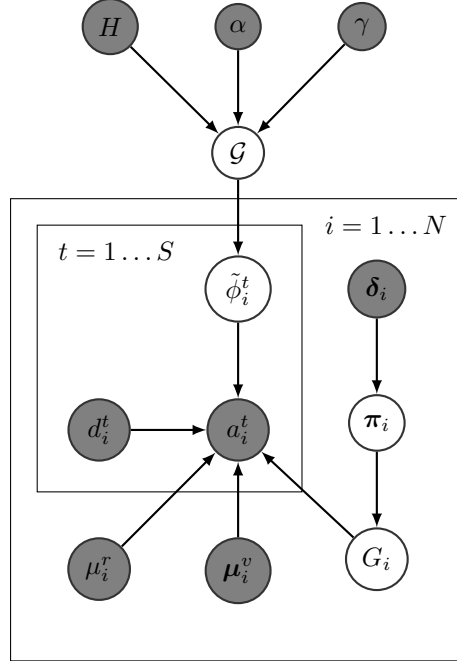 H α γ
𝒢
i = 1 … N
t = 1 … S
φ̃ᵢᵗ 𝜹ᵢ
dᵢᵗ aᵢᵗ 𝝅ᵢ
μᵢʳ 𝝁ᵢᵛ Gᵢ